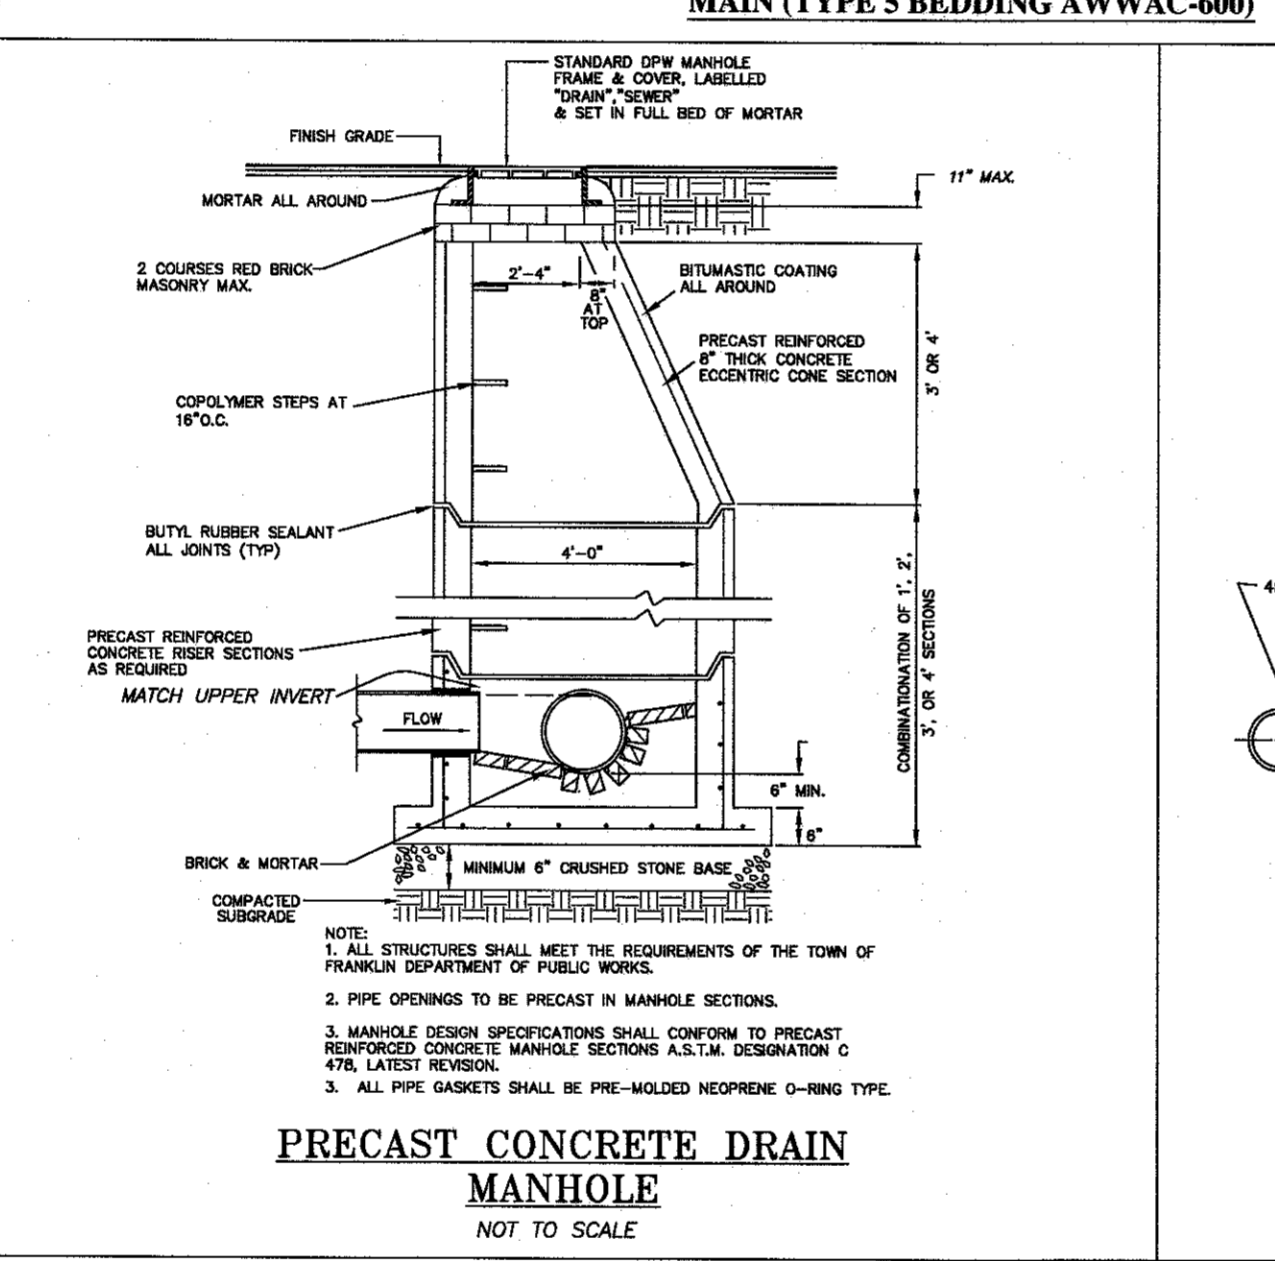 MAIN (TYPE 5 BEDDING AWWAC-600)
STANDARD DPW MANHOLE
FRAME & COVER, LABELLED
"DRAIN","SEWER"
& SET IN FULL BED OF MORTAR
FINISH GRADE
11" MAX.
MORTAR ALL AROUND
2 COURSES RED BRICK
MASONRY MAX.
2'-4"
8"
AT
TOP
BITUMASTIC COATING
ALL AROUND
PRECAST REINFORCED
8" THICK CONCRETE
ECCENTRIC CONE SECTION
3' OR 4'
COPOLYMER STEPS AT
16"O.C.
BUTYL RUBBER SEALANT
ALL JOINTS (TYP)
4'-0"
COMBINATIONATION OF 1', 2',
3', OR 4' SECTIONS
PRECAST REINFORCED
CONCRETE RISER SECTIONS
AS REQUIRED
MATCH UPPER INVERT
FLOW
6" MIN.
6"
BRICK & MORTAR
MINIMUM 6" CRUSHED STONE BASE
COMPACTED
SUBGRADE
NOTE:
1. ALL STRUCTURES SHALL MEET THE REQUIREMENTS OF THE TOWN OF
FRANKLIN DEPARTMENT OF PUBLIC WORKS.
2. PIPE OPENINGS TO BE PRECAST IN MANHOLE SECTIONS.
3. MANHOLE DESIGN SPECIFICATIONS SHALL CONFORM TO PRECAST
REINFORCED CONCRETE MANHOLE SECTIONS A.S.T.M. DESIGNATION C
478, LATEST REVISION.
3. ALL PIPE GASKETS SHALL BE PRE-MOLDED NEOPRENE O-RING TYPE.
PRECAST CONCRETE DRAIN
MANHOLE
NOT TO SCALE